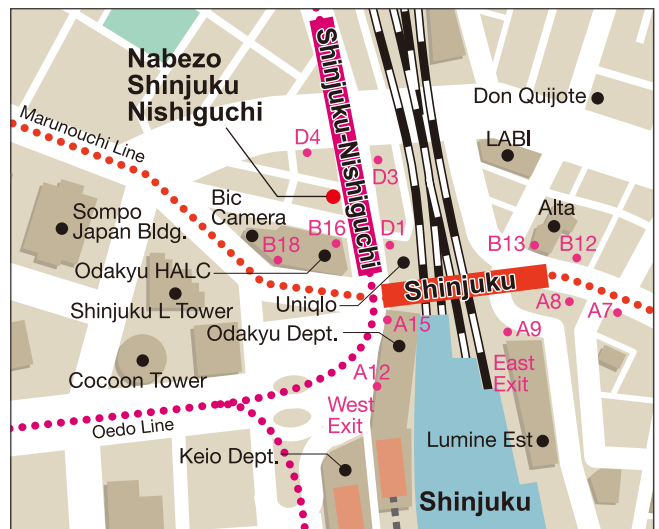 Nabezo
Shinjuku
Nishiguchi
Shinjuku-Nishiguchi
Don Quijote
Marunouchi Line
D4
D3
LABI
Sompo
Japan Bldg.
Bic
Camera
B18
B16
D1
Alta
B13
B12
Odakyu HALC
Shinjuku L Tower
Uniqlo
Shinjuku
A8
A7
Odakyu Dept.
A15
A9
Cocoon Tower
A12
East
Exit
West
Exit
Oedo Line
Keio Dept.
Lumine Est
Shinjuku